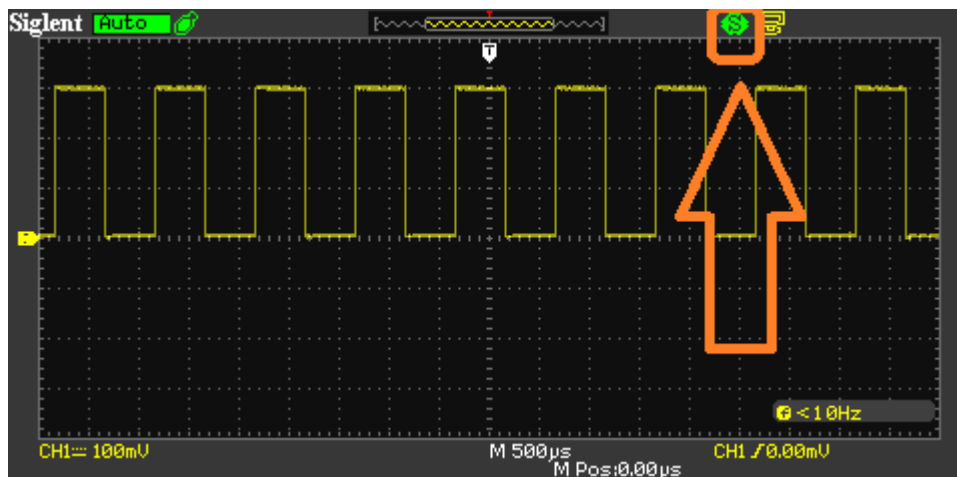 Siglent Auto S
T
f <10Hz
CH1 100mV M 500µs CH1 0.00mV
M Pos:0.00µs